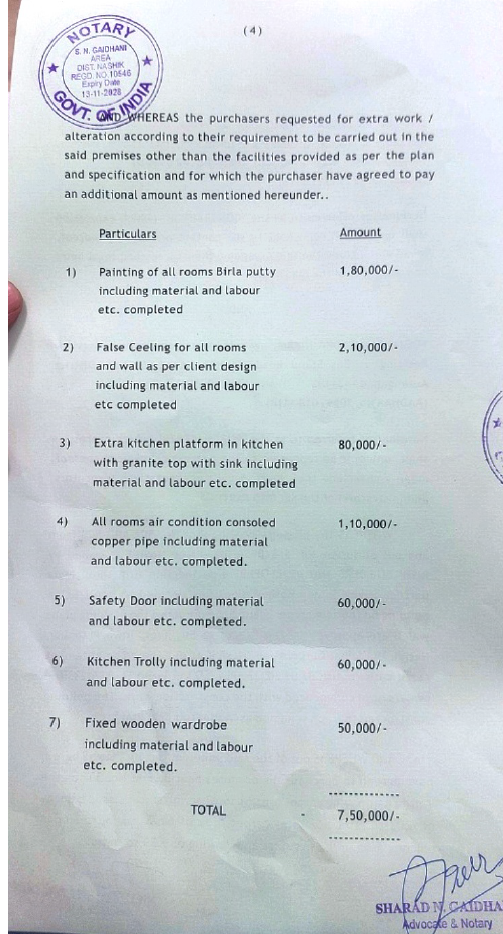 (4)
NOTARY
S. N. GAIDHANI
AREA
DIST. NASHIK
REGD. NO. 10546
Expiry Date
13-11-2028
GOVT. OF INDIA
AND WHEREAS the purchasers requested for extra work /
alteration according to their requirement to be carried out in the
said premises other than the facilities provided as per the plan
and specification and for which the purchaser have agreed to pay
an additional amount as mentioned hereunder..
Particulars Amount
1) Painting of all rooms Birla putty 1,80,000/-
including material and labour
etc. completed
2) False Ceeling for all rooms 2,10,000/-
and wall as per client design
including material and labour
etc completed
3) Extra kitchen platform in kitchen 80,000/-
with granite top with sink including
material and labour etc. completed
4) All rooms air condition consoled 1,10,000/-
copper pipe including material
and labour etc. completed.
5) Safety Door including material 60,000/-
and labour etc. completed.
6) Kitchen Trolly including material 60,000/-
and labour etc. completed.
7) Fixed wooden wardrobe 50,000/-
including material and labour
etc. completed.
TOTAL - 7,50,000/-
SHARAD N. GAIDHA
Advocate & Notary